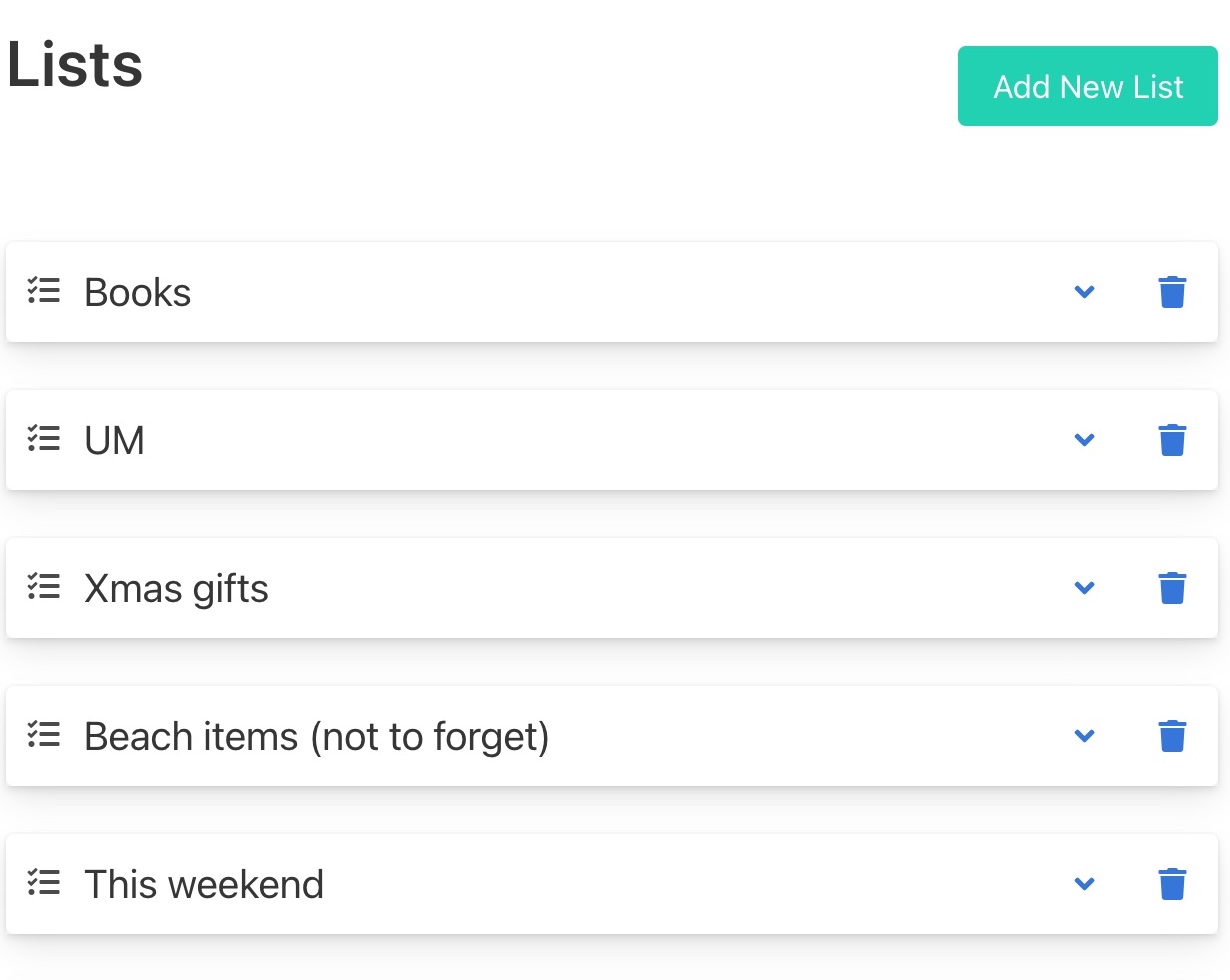 Lists
Add New List
Books
UM
Xmas gifts
Beach items (not to forget)
This weekend